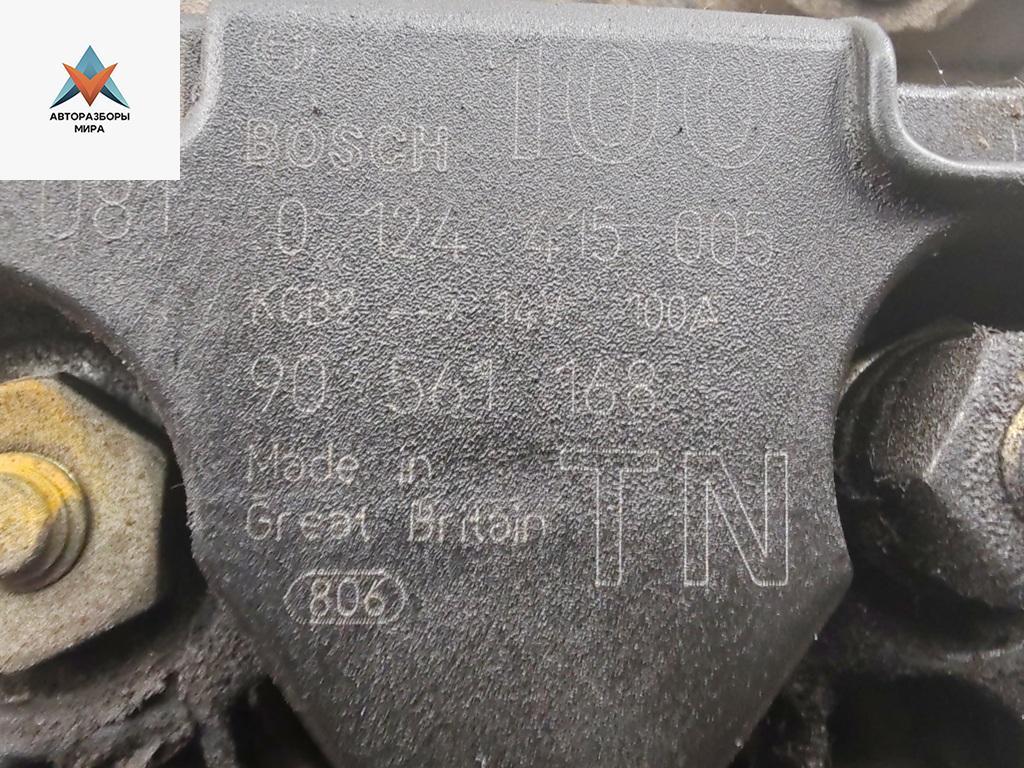 АВТОРАЗБОРЫ
МИРА
100
BOSCH
081
0 124 415 005
KCB2 --> 14V 100A
90 561 168
Made in
Great Britain
TN
806